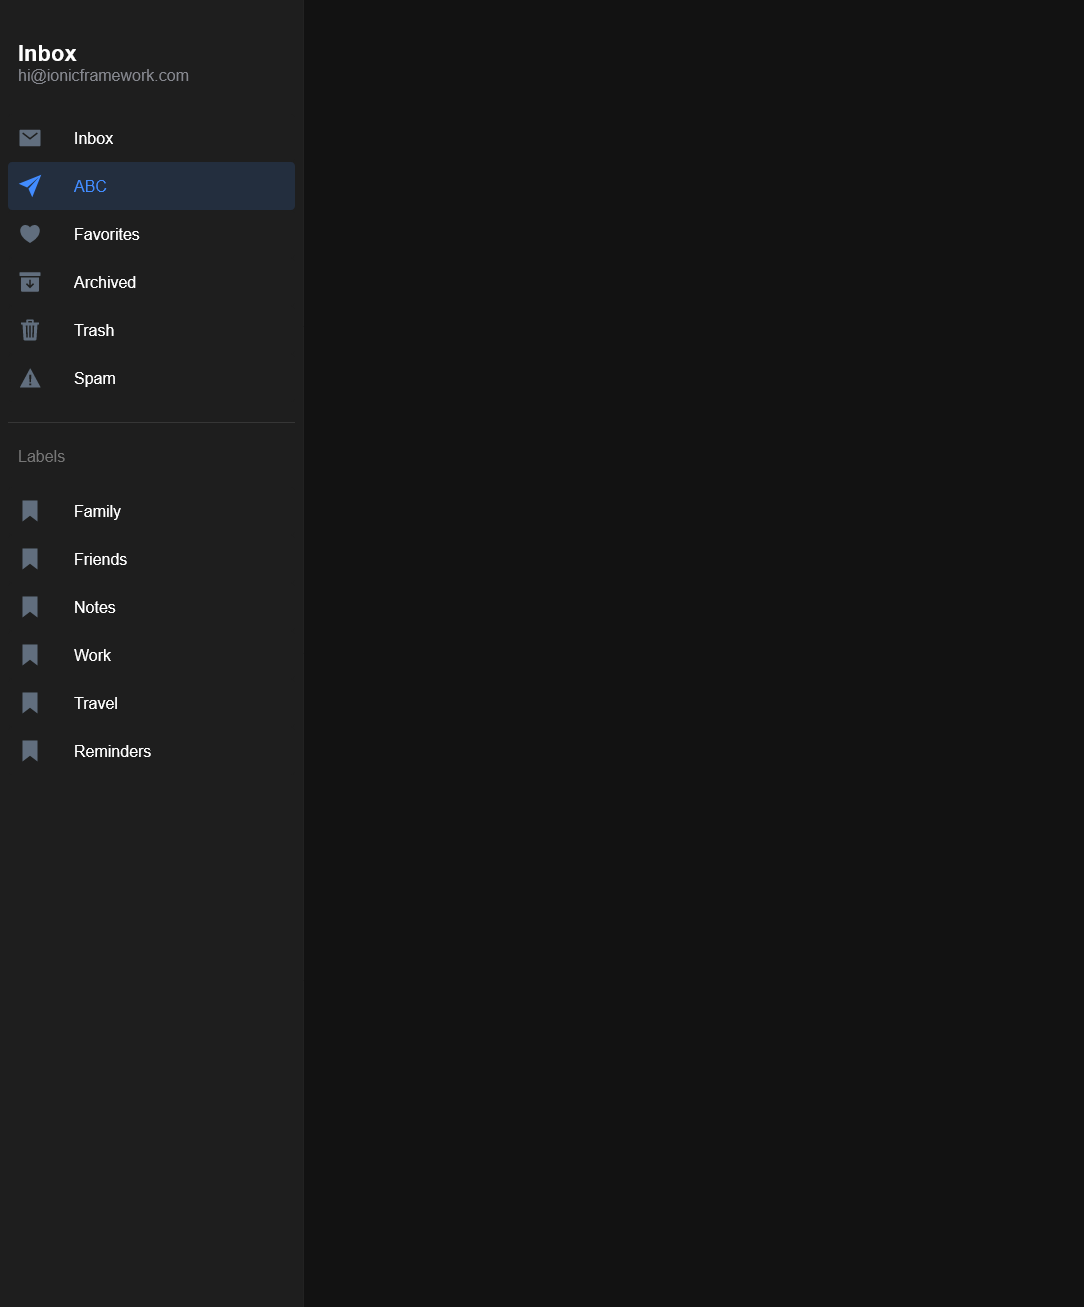 Inbox
hi@ionicframework.com
Inbox
ABC
Favorites
Archived
Trash
Spam
Labels
Family
Friends
Notes
Work
Travel
Reminders